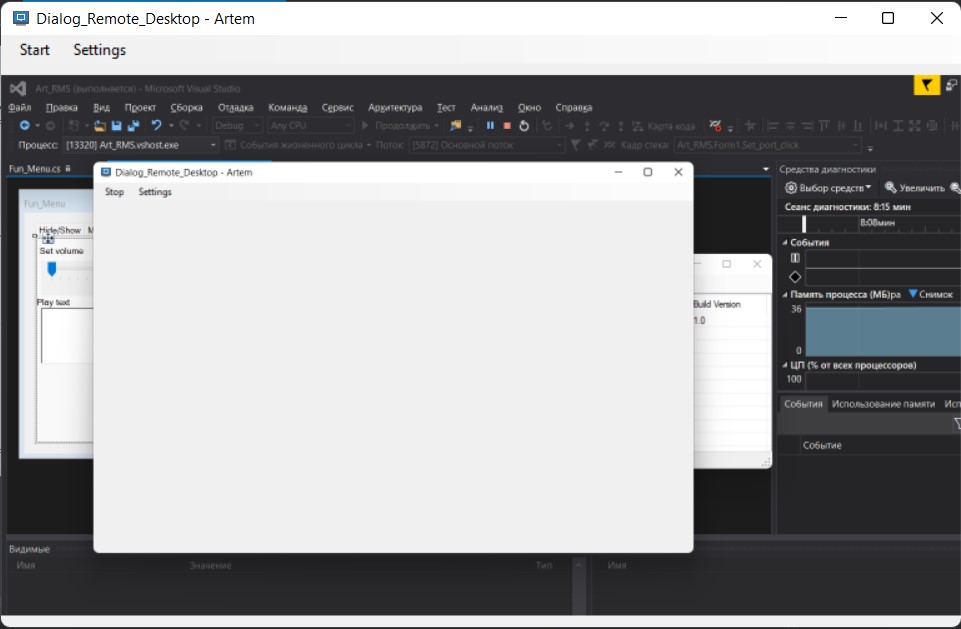 Dialog_Remote_Desktop - Artem
Start Settings
Art_RMS (выполняется) - Microsoft Visual Studio
Файл Правка Вид Проект Сборка Отладка Команда Сервис Архитектура Тест Анализ Окно Справка
Debug Any CPU Продолжить Карта кода
Процесс: [13320] Art_RMS.vshost.exe События жизненного цикла Поток: [5872] Основной поток Кадр стека: Art_RMS.Form1.Set_port_click
Fun_Menu.cs
Dialog_Remote_Desktop - Artem
Stop Settings
Средства диагностики
Выбор средств Увеличить
Сеанс диагностики: 8:15 мин
8:08мин
События
Память процесса (МБ)ра Снимок
36
0
ЦП (% от всех процессоров)
100
События Использование памяти Исп
Событие
Fun_Menu
Hide/Show M
Set volume
Play text
Build Version
1.0
Видимые
Имя Значение Тип Имя